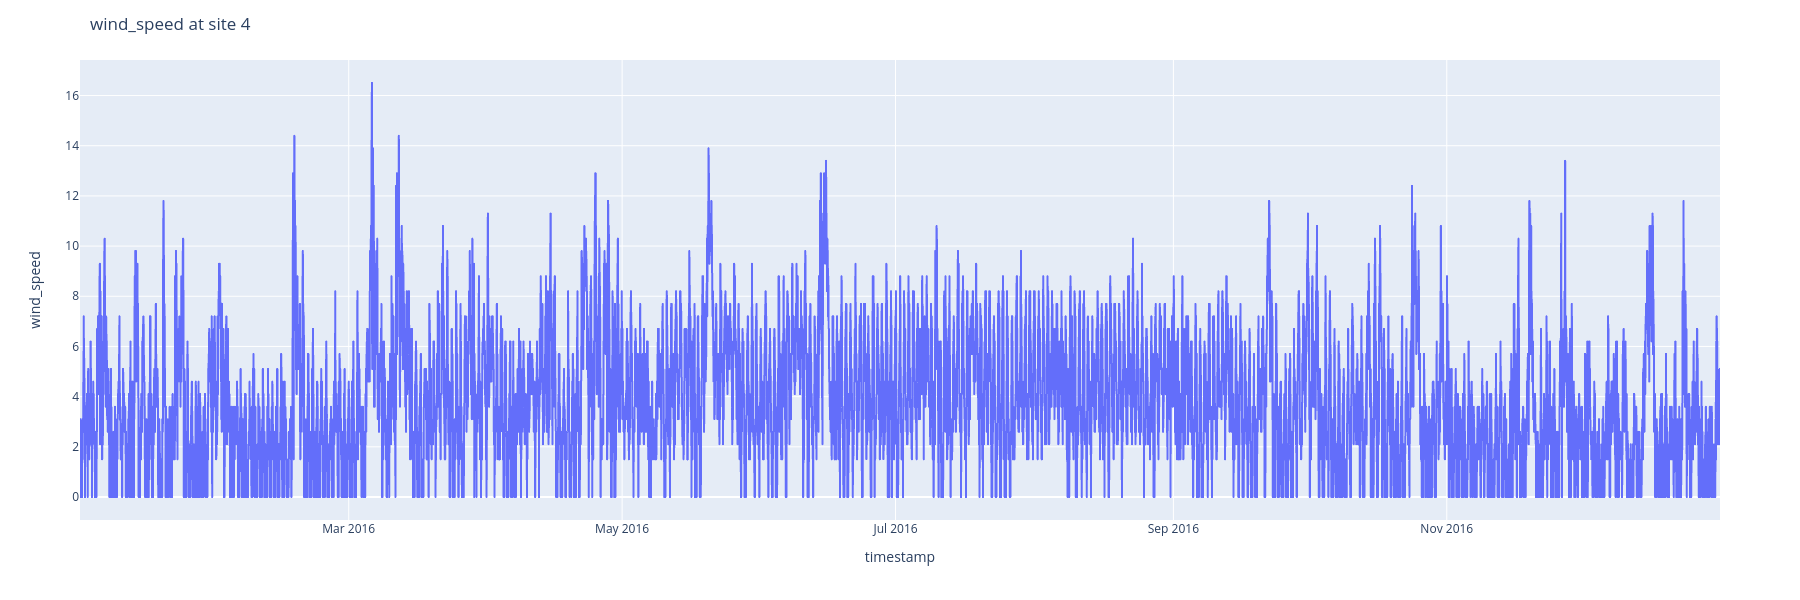 wind_speed at site 4
wind_speed
16
14
12
10
8
6
4
2
0
Mar 2016
May 2016
Jul 2016
Sep 2016
Nov 2016
timestamp